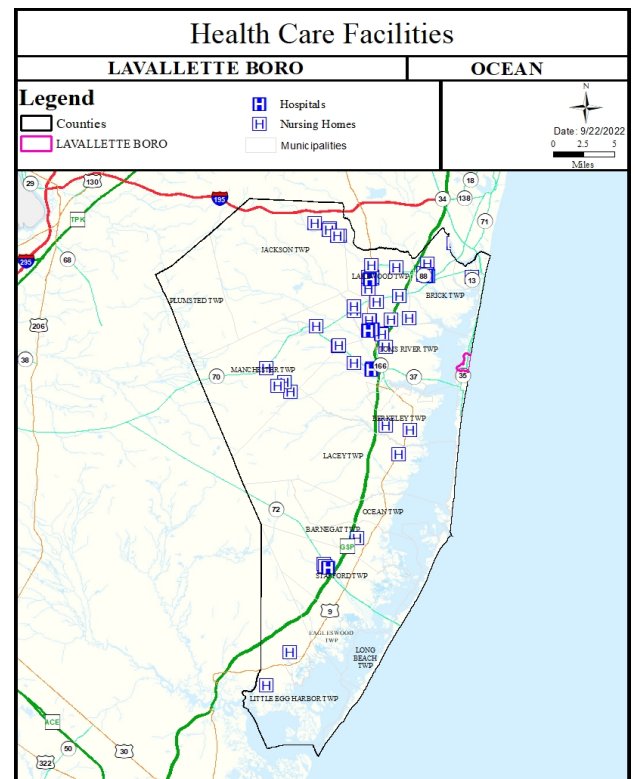 Health Care Facilities
LAVALLETTE BORO
OCEAN
Legend
Counties
LAVALLETTE BORO
H Hospitals
H Nursing Homes
Municipalities
N
Date: 9/22/2022
0 2.5 5
Miles
29
130
TPK
195
18
34
138
71
JACKSON TWP
295
68
LAKEWOOD TWP
88
13
PLUMSTED TWP
BRICK TWP
206
TOMS RIVER TWP
38
70
MANCHESTER TWP
166
37
35
BERKELEY TWP
LACEY TWP
72
OCEAN TWP
BARNEGAT TWP
GSP
STAFFORD TWP
9
EAGLESWOOD
TWP
LONG
BEACH
TWP
LITTLE EGG HARBOR TWP
ACE
50
30
322